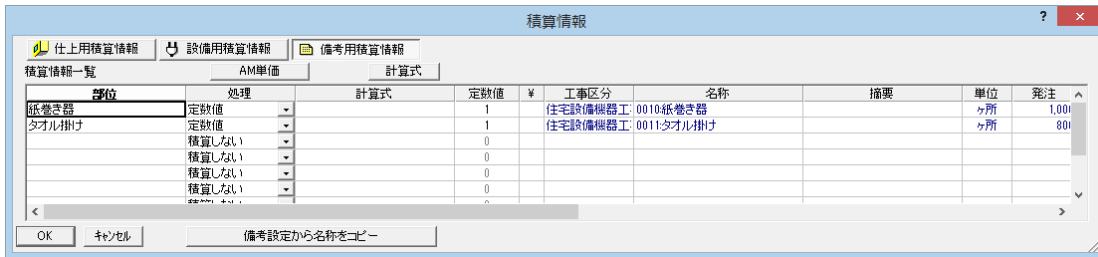 積算情報
? ×
仕上用積算情報 設備用積算情報 備考用積算情報
積算情報一覧 AM単価 計算式
部位 処理 計算式 定数値 ¥ 工事区分 名称 摘要 単位 発注
紙巻き器 定数値 1 住宅設備機器工 0010:紙巻き器 ヶ所 1,00
タオル掛け 定数値 1 住宅設備機器工 0011:タオル掛け ヶ所 80
積算しない 0
積算しない 0
積算しない 0
積算しない 0
OK キャンセル 備考設定から名称をコピー